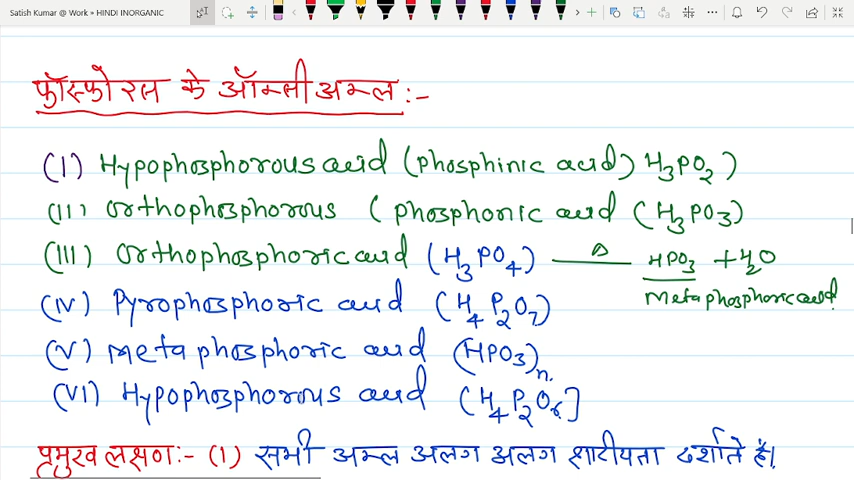 Satish Kumar @ Work » HINDI INORGANIC
फॉस्फोरस के ऑक्सी अम्ल :-
(I) Hypophosphorous acid (phosphinic acid) H3PO2)
(II) Orthophosphorous ( phosphonic acid (H3PO3)
(III) Orthophosphoric acid (H3PO4) —Δ— HPO3 + H2O
Metaphosphoric acid
(IV) Pyrophosphoric acid (H4P2O7)
(V) Metaphosphoric acid (HPO3)n.
(VI) Hypophosphorous acid (H4P2O6]
प्रमुख लक्षण:- (1) सभी अम्ल अलग अलग क्षारीयता दर्शाते हैं।